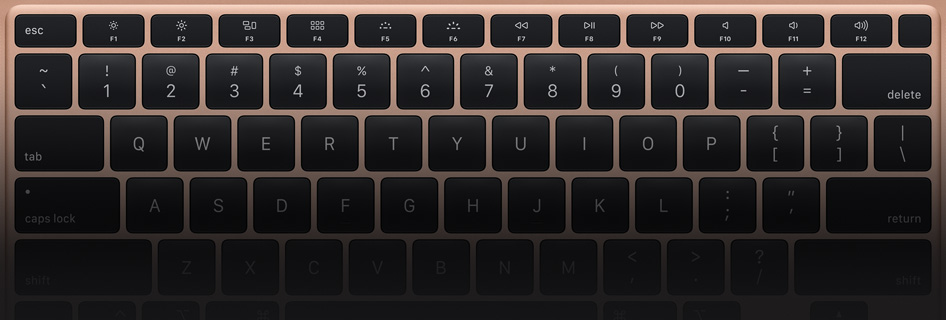 esc F1 F2 F3 F4 F5 F6 F7 F8 F9 F10 F11 F12
~ ! @ # $ % ^ & * ( ) — +
` 1 2 3 4 5 6 7 8 9 0 - = delete
tab Q W E R T Y U I O P { } |
[ ] \
caps lock A S D F G H J K L : " return
; '
shift Z X C V B N M < > ? shift
, . /